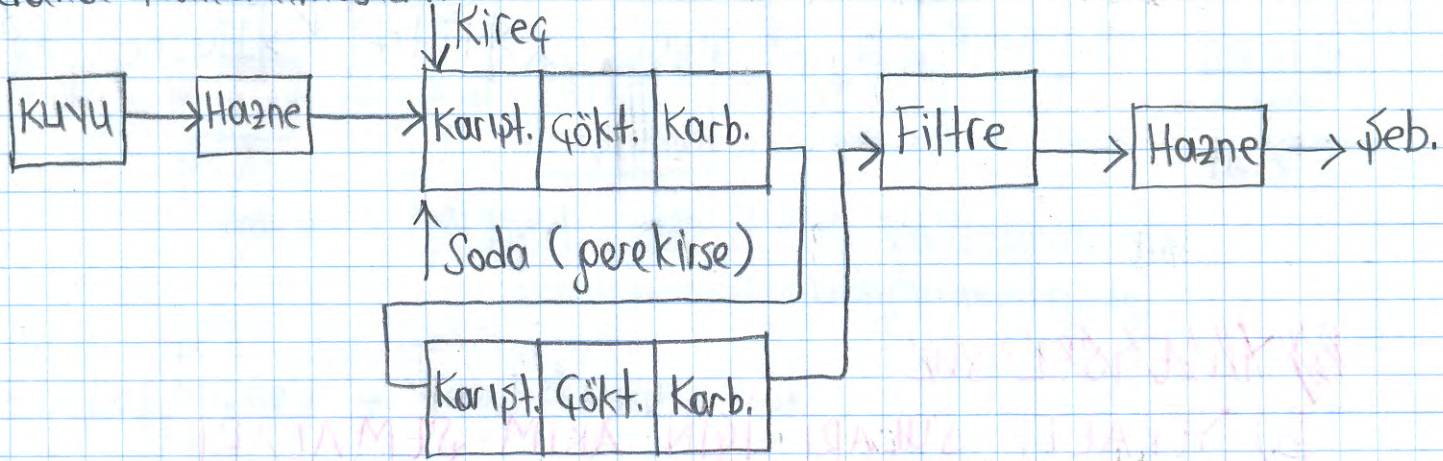 Kireç
KUYU Hazne Karışt. Çökt. Karb. Filtre Hazne Şeb.
Soda (gerekirse)
Karışt. Çökt. Karb.